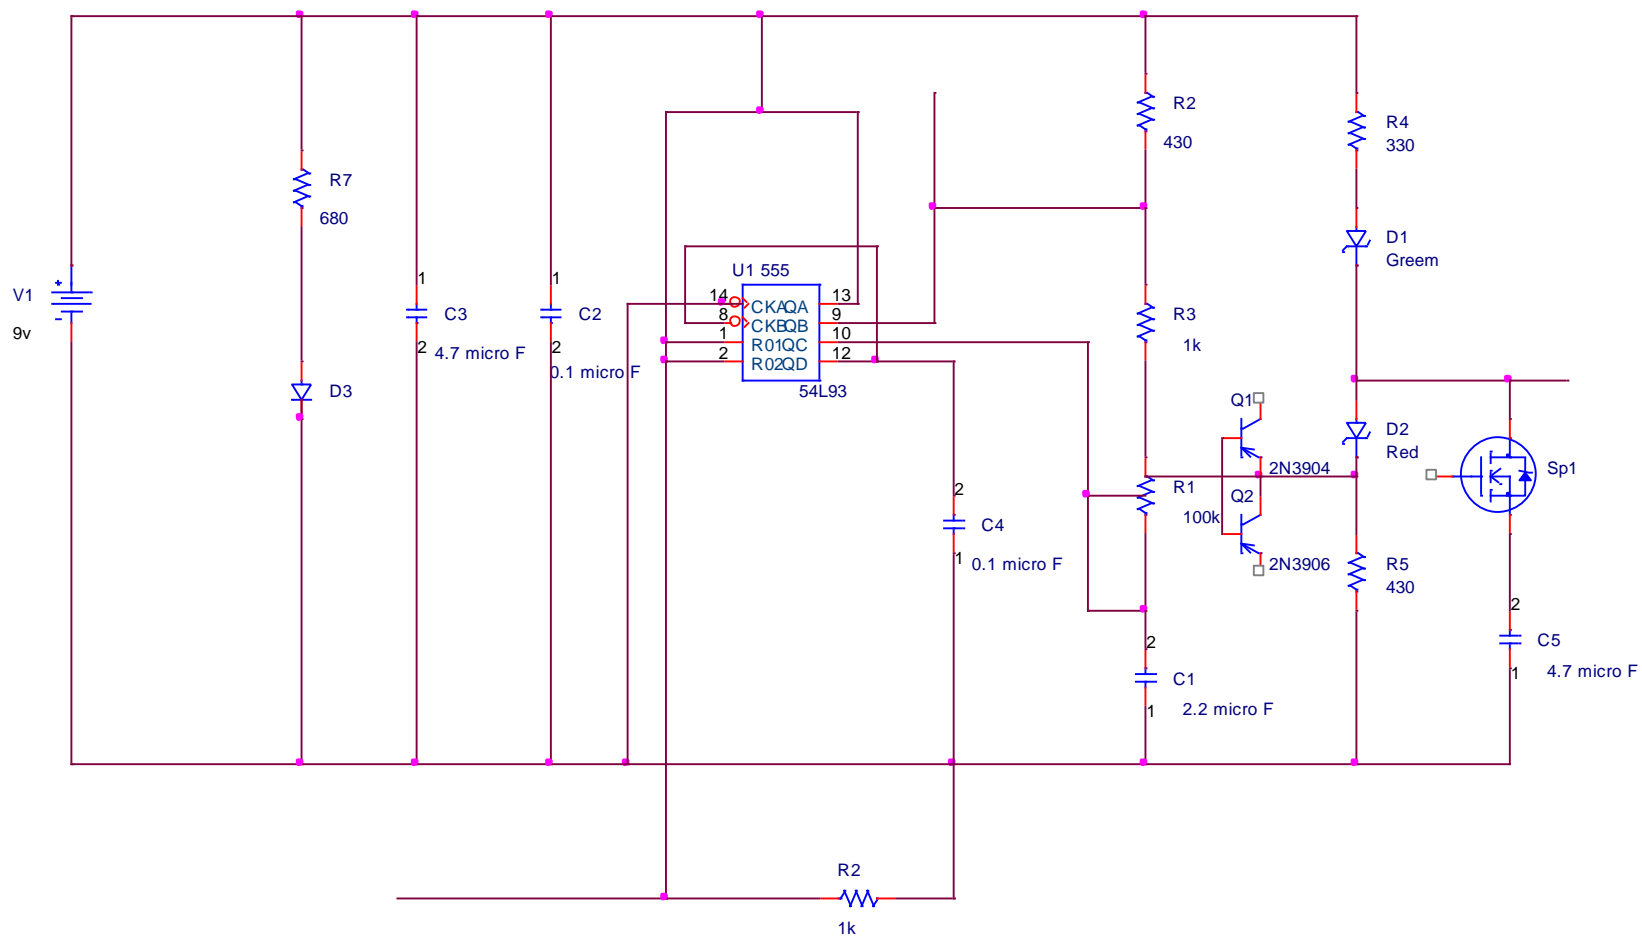 R2
430
R4
330
R7
680
D1
Greem
V1
9v
1
C3
2
4.7 micro F
1
C2
2
0.1 micro F
U1 555
14
CKA
QA
13
8
CKB
QB
9
1
R01
QC
10
2
R02
QD
12
54L93
R3
1k
D3
Q1
2N3904
D2
Red
Sp1
R1
100k
Q2
2N3906
2
C4
1
0.1 micro F
R5
430
2
C1
1
2.2 micro F
2
C5
1
4.7 micro F
R2
1k